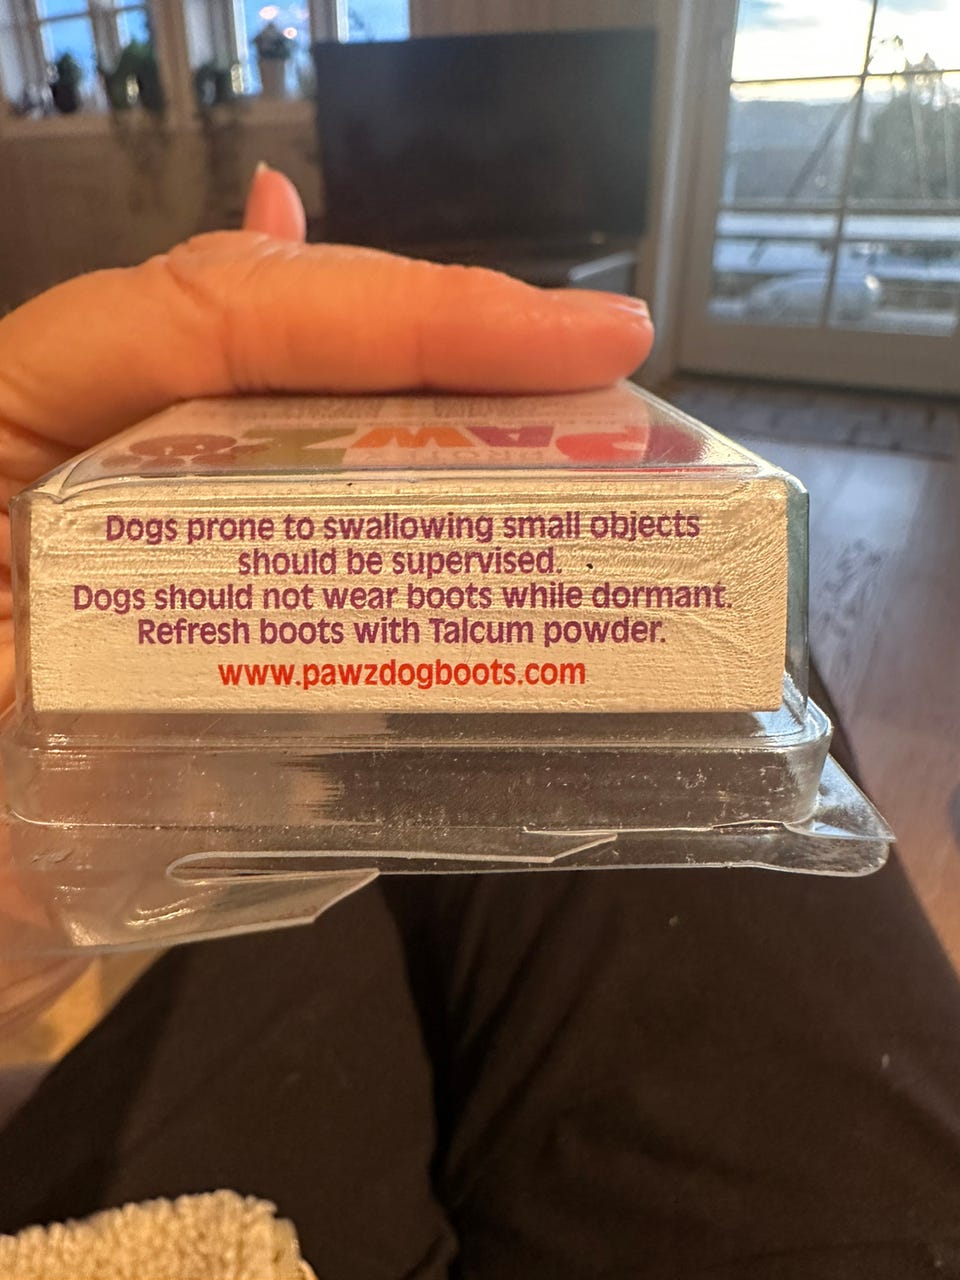 PAWZ
Dogs prone to swallowing small objects
should be supervised.
Dogs should not wear boots while dormant.
Refresh boots with Talcum powder.
www.pawzdogboots.com